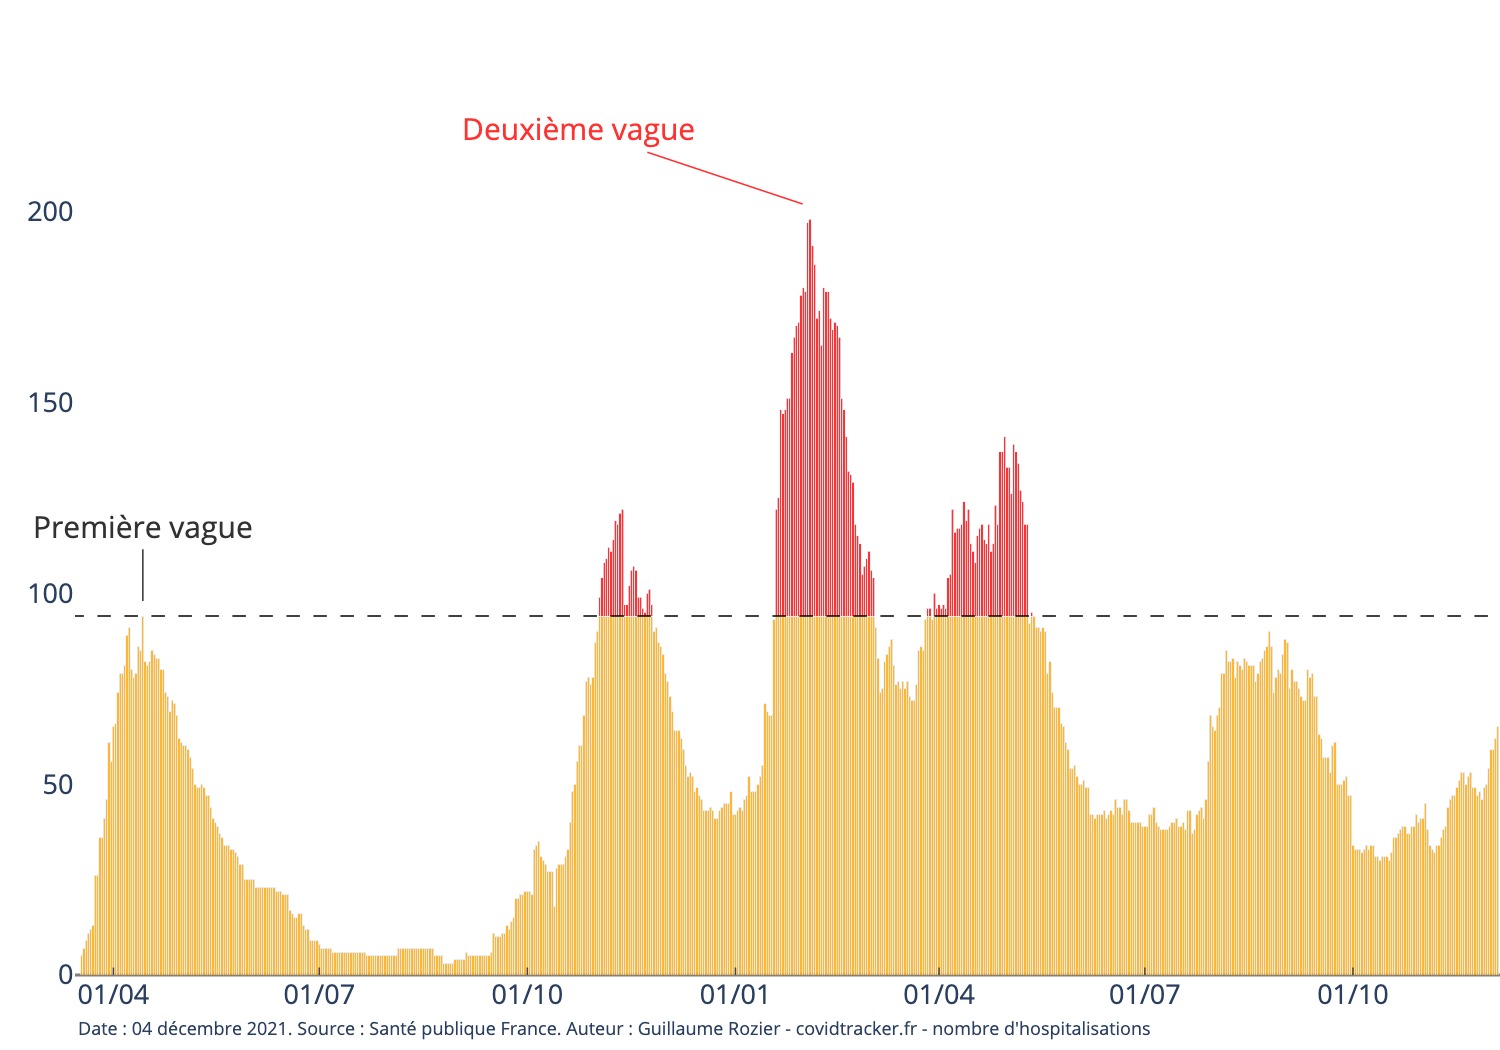 Deuxième vague
200
150
Première vague
100
50
0
01/04 01/07 01/10 01/01 01/04 01/07 01/10
Date : 04 décembre 2021. Source : Santé publique France. Auteur : Guillaume Rozier - covidtracker.fr - nombre d'hospitalisations